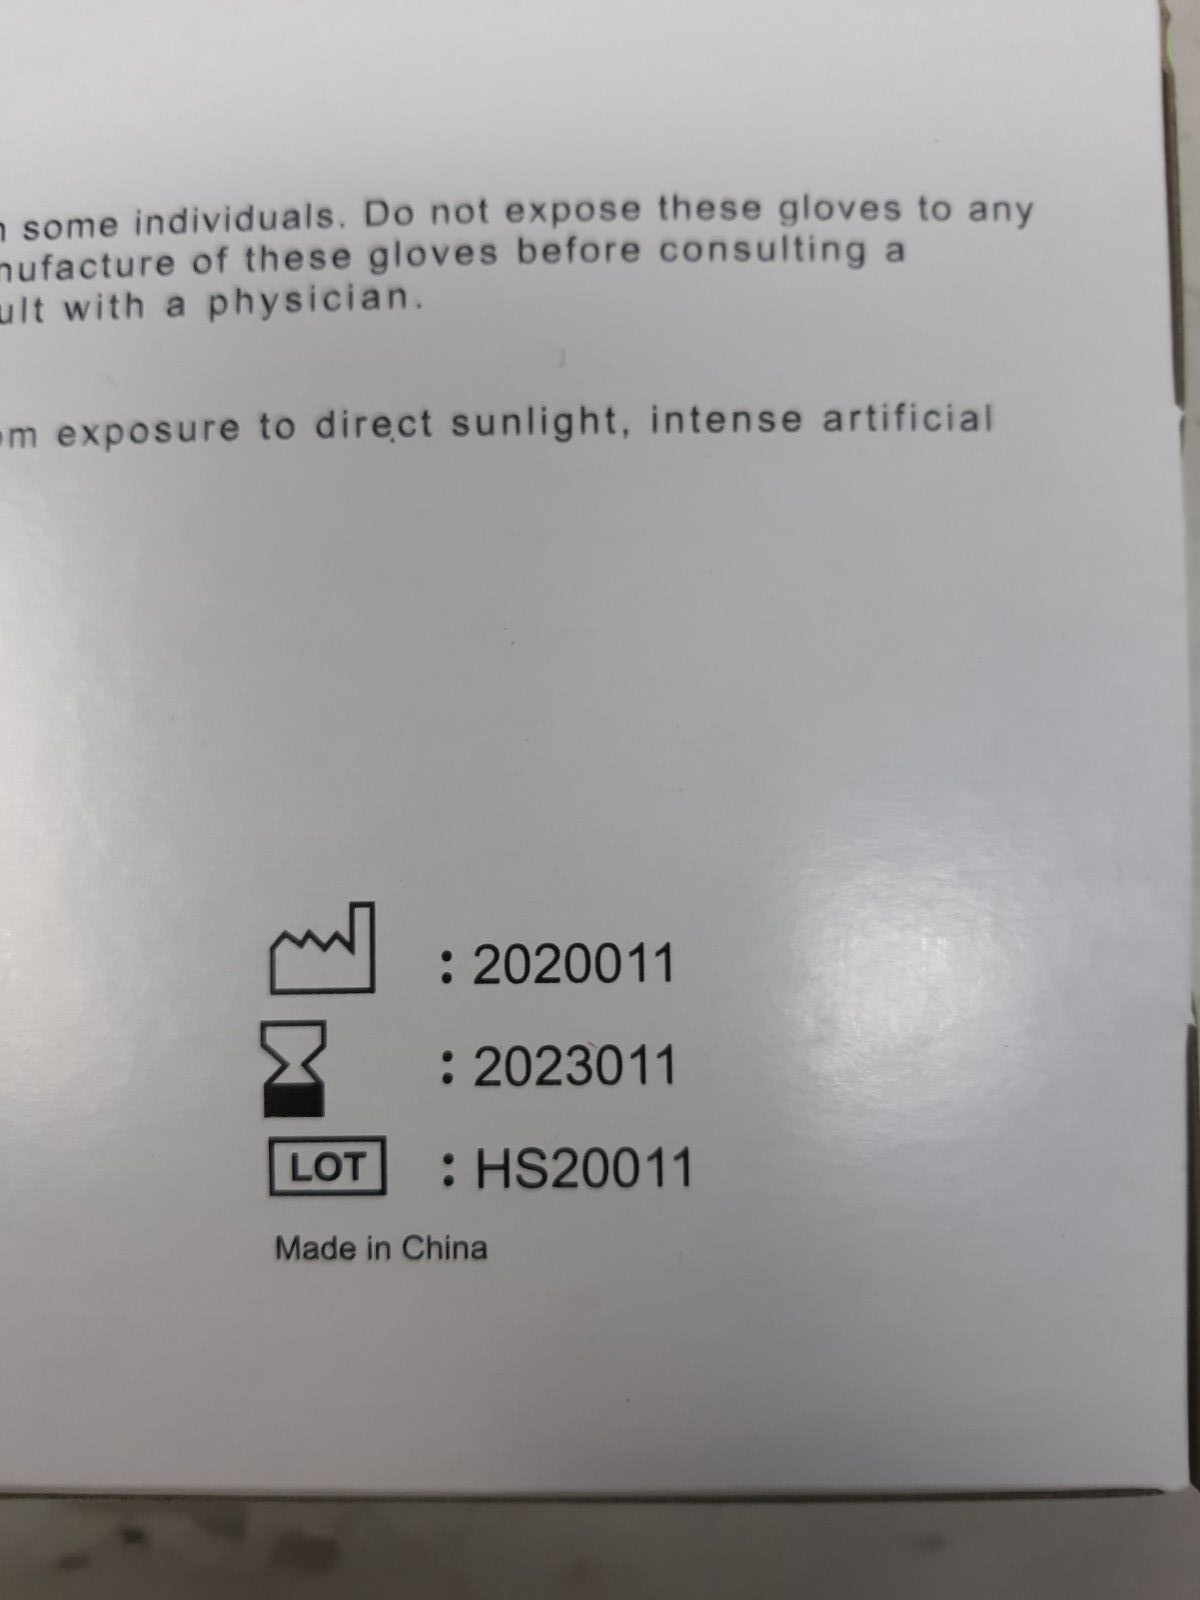 some individuals. Do not expose these gloves to any
nufacture of these gloves before consulting a
ult with a physician.
om exposure to direct sunlight, intense artificial
: 2020011
: 2023011
LOT : HS20011
Made in China